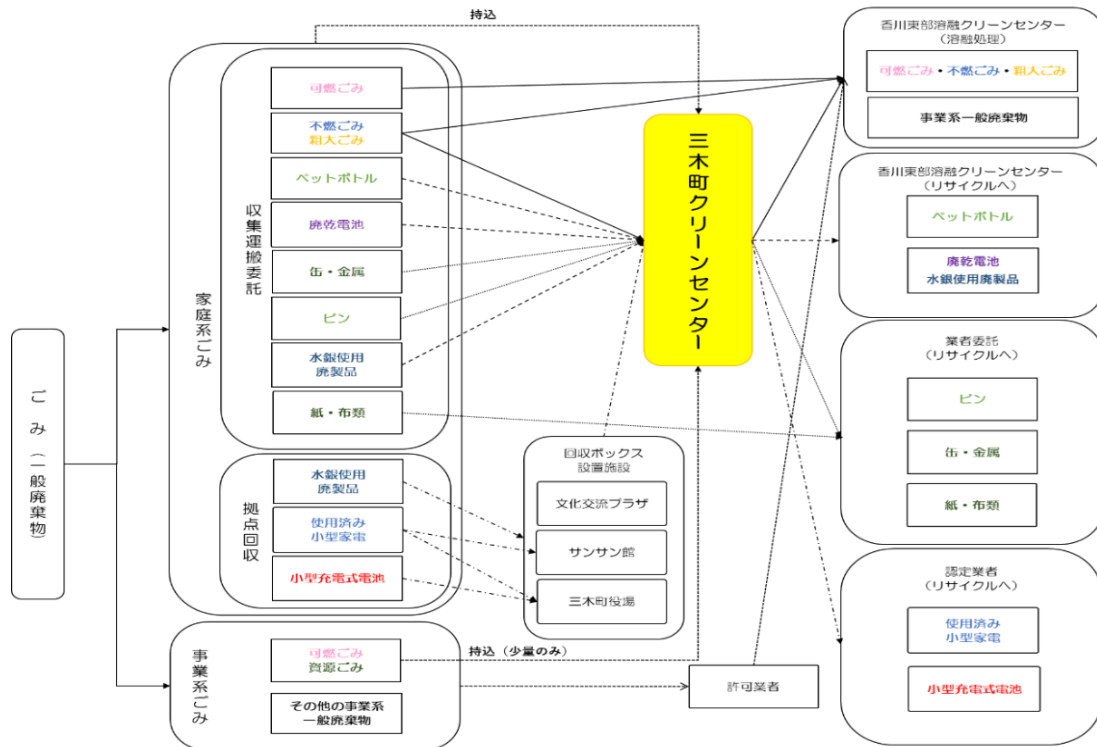 ごみ（一般廃棄物）
家庭系ごみ
収集運搬委託
可燃ごみ
不燃ごみ
粗大ごみ
ペットボトル
廃乾電池
缶・金属
ビン
水銀使用
廃製品
紙・布類
拠点回収
水銀使用
廃製品
使用済み
小型家電
小型充電式電池
事業系ごみ
可燃ごみ
資源ごみ
その他の事業系
一般廃棄物
持込
持込（少量のみ）
回収ボックス
設置施設
文化交流プラザ
サンサン館
三木町役場
三木町クリーンセンター
許可業者
香川東部溶融クリーンセンター
（溶融処理）
可燃ごみ・不燃ごみ・粗大ごみ
事業系一般廃棄物
香川東部溶融クリーンセンター
（リサイクルへ）
ペットボトル
廃乾電池
水銀使用廃製品
業者委託
（リサイクルへ）
ビン
缶・金属
紙・布類
認定業者
（リサイクルへ）
使用済み
小型家電
小型充電式電池